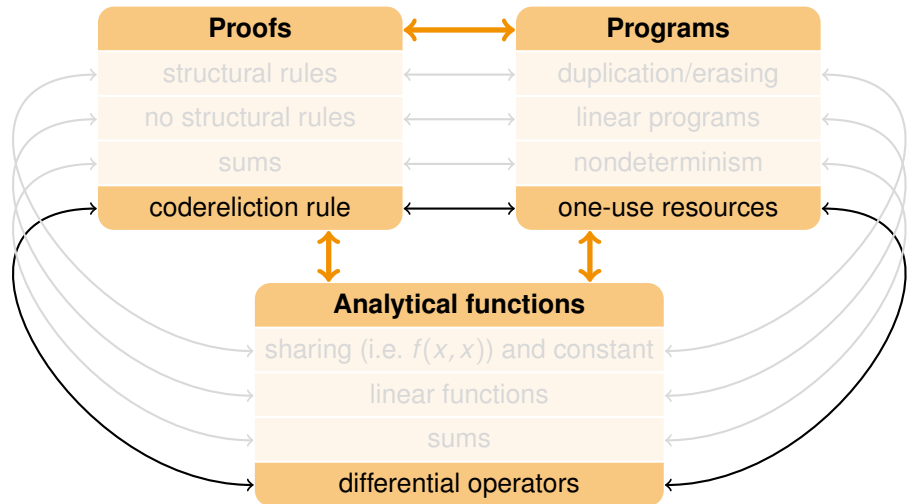 Proofs
structural rules
no structural rules
sums
codereliction rule
Programs
duplication/erasing
linear programs
nondeterminism
one-use resources
Analytical functions
sharing (i.e. f(x, x)) and constant
linear functions
sums
differential operators